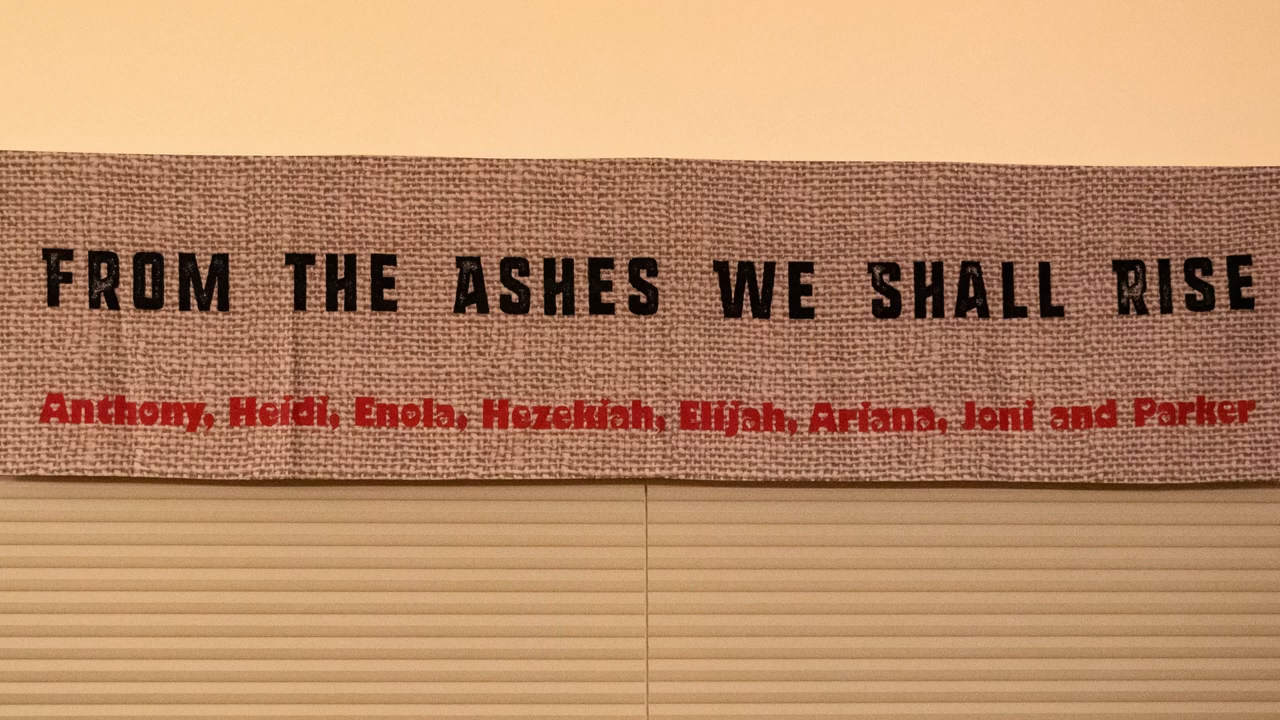 FROM THE ASHES WE SHALL RISE
Anthony, Heidi, Enola, Hezekiah, Elijah, Ariana, Joni and Parker